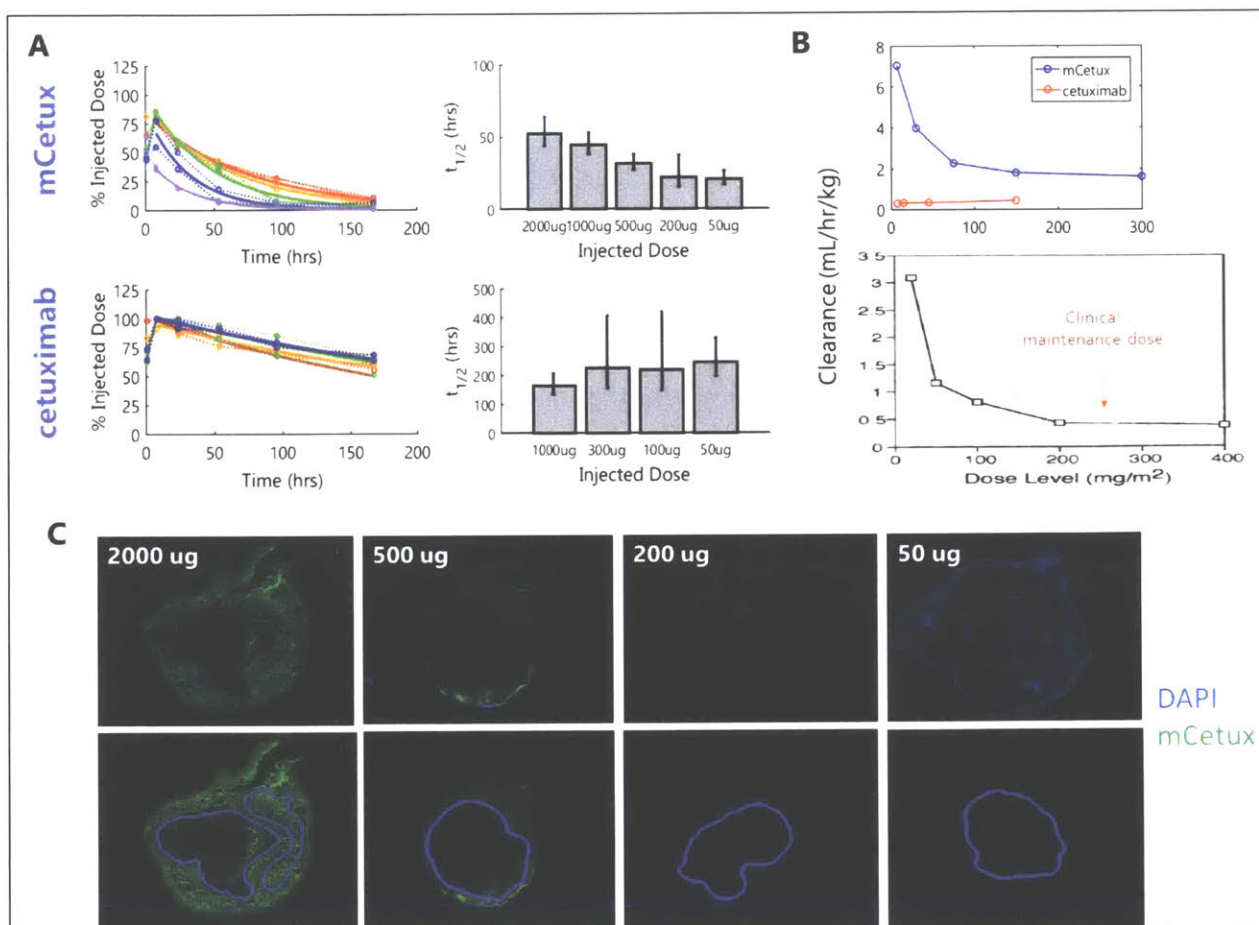 A
mCetux
% Injected Dose
125
100
75
50
25
0
0 50 100 150 200
Time (hrs)
t1/2 (hrs)
100
50
0
2000ug 1000ug 500ug 200ug 50ug
Injected Dose
cetuximab
% Injected Dose
125
100
75
50
25
0
0 50 100 150 200
Time (hrs)
t1/2 (hrs)
500
400
300
200
100
0
1000ug 300ug 100ug 50ug
Injected Dose
B
Clearance (mL/hr/kg)
8
6
4
2
0
0 100 200 300
mCetux
cetuximab
3 5
3
2 5
2
1 5
1
0 5
0
Clinical
maintenance dose
0 100 200 300 400
Dose Level (mg/m²)
C
2000 ug
500 ug
200 ug
50 ug
DAPI
mCetux